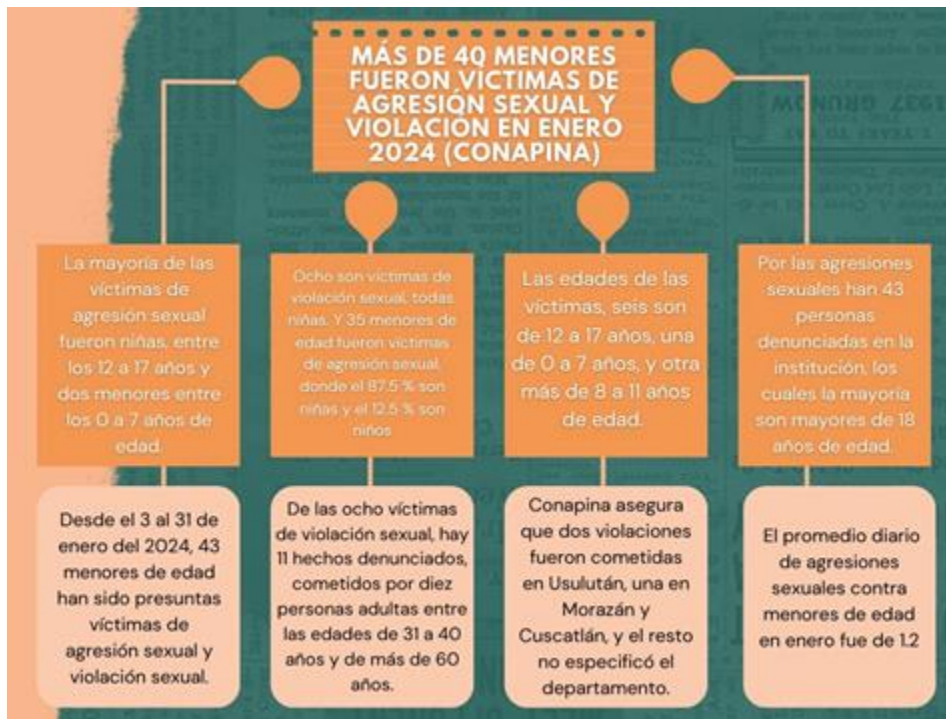 MÁS DE 40 MENORES
FUERON VÍCTIMAS DE
AGRESIÓN SEXUAL Y
VIOLACIÓN EN ENERO
2024 (CONAPINA)
La mayoría de las
víctimas de
agresión sexual
fueron niñas, entre
los 12 a 17 años y
dos menores entre
los 0 a 7 años de
edad.
Ocho son víctimas de
violación sexual, todas
niñas. Y 35 menores de
edad fueron víctimas
de agresión sexual,
donde el 87.5 % son
niñas y el 12.5 % son
niños
Las edades de las
víctimas, seis son
de 12 a 17 años, una
de 0 a 7 años, y otra
más de 8 a 11 años
de edad.
Por las agresiones
sexuales han 43
personas
denunciadas en la
institución, los
cuales la mayoría
son mayores de 18
años de edad.
Desde el 3 al 31 de
enero del 2024, 43
menores de edad
han sido presuntas
víctimas de
agresión sexual y
violación sexual.
De las ocho víctimas
de violación sexual, hay
11 hechos denunciados,
cometidos por diez
personas adultas entre
las edades de 31 a 40
años y de más de 60
años.
Conapina asegura
que dos violaciones
fueron cometidas
en Usulután, una en
Morazán y
Cuscatlán, y el resto
no especificó el
departamento.
El promedio diario
de agresiones
sexuales contra
menores de edad
en enero fue de 1.2
1937 GRUNOW